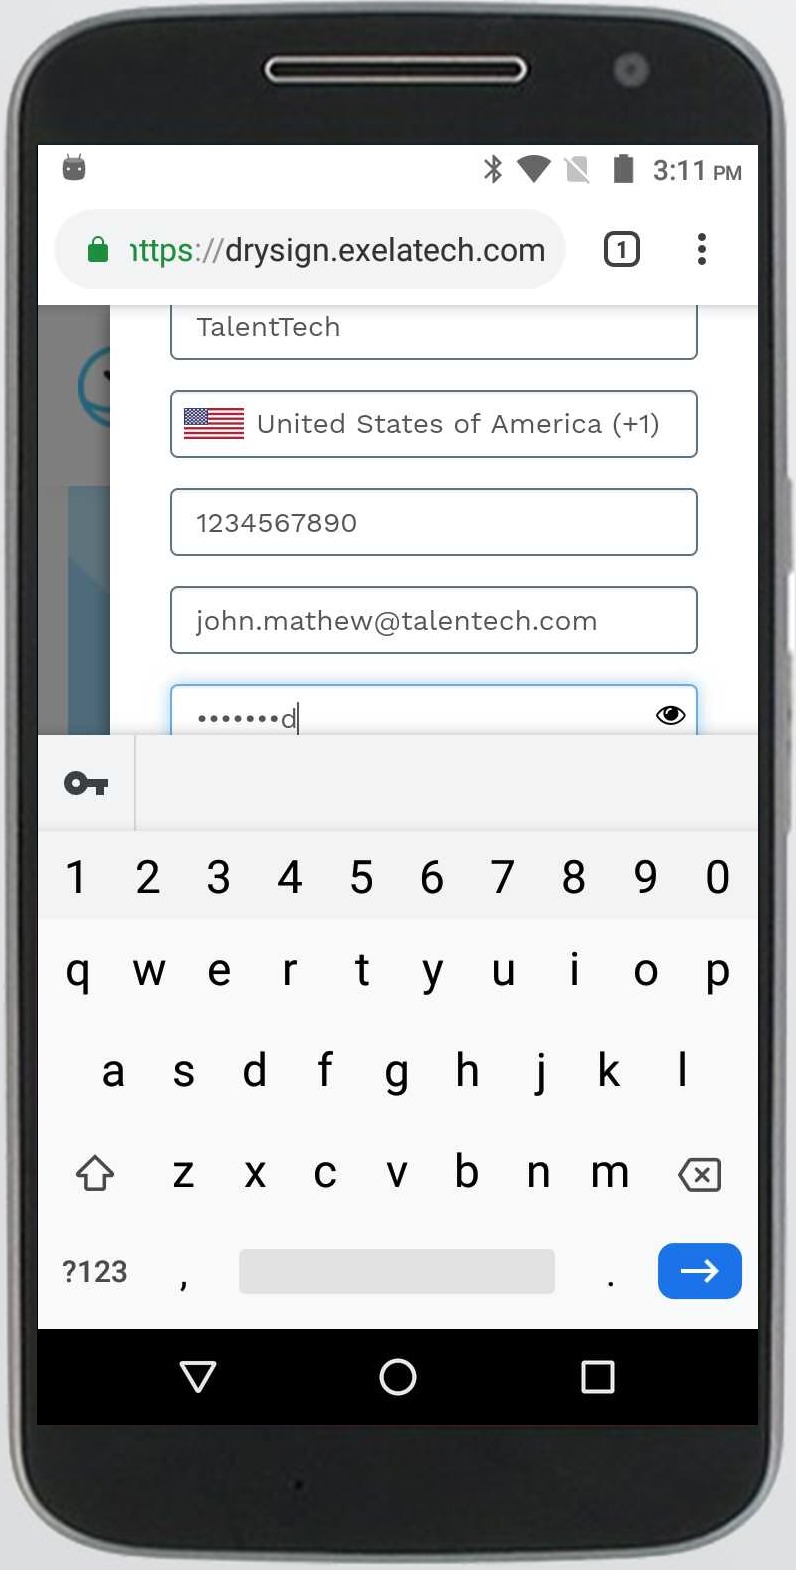 3:11 PM
https://drysign.exelatech.com
1
TalentTech
United States of America (+1)
1234567890
john.mathew@talentech.com
•••••••d
1 2 3 4 5 6 7 8 9 0
q w e r t y u i o p
a s d f g h j k l
z x c v b n m
?123 , .